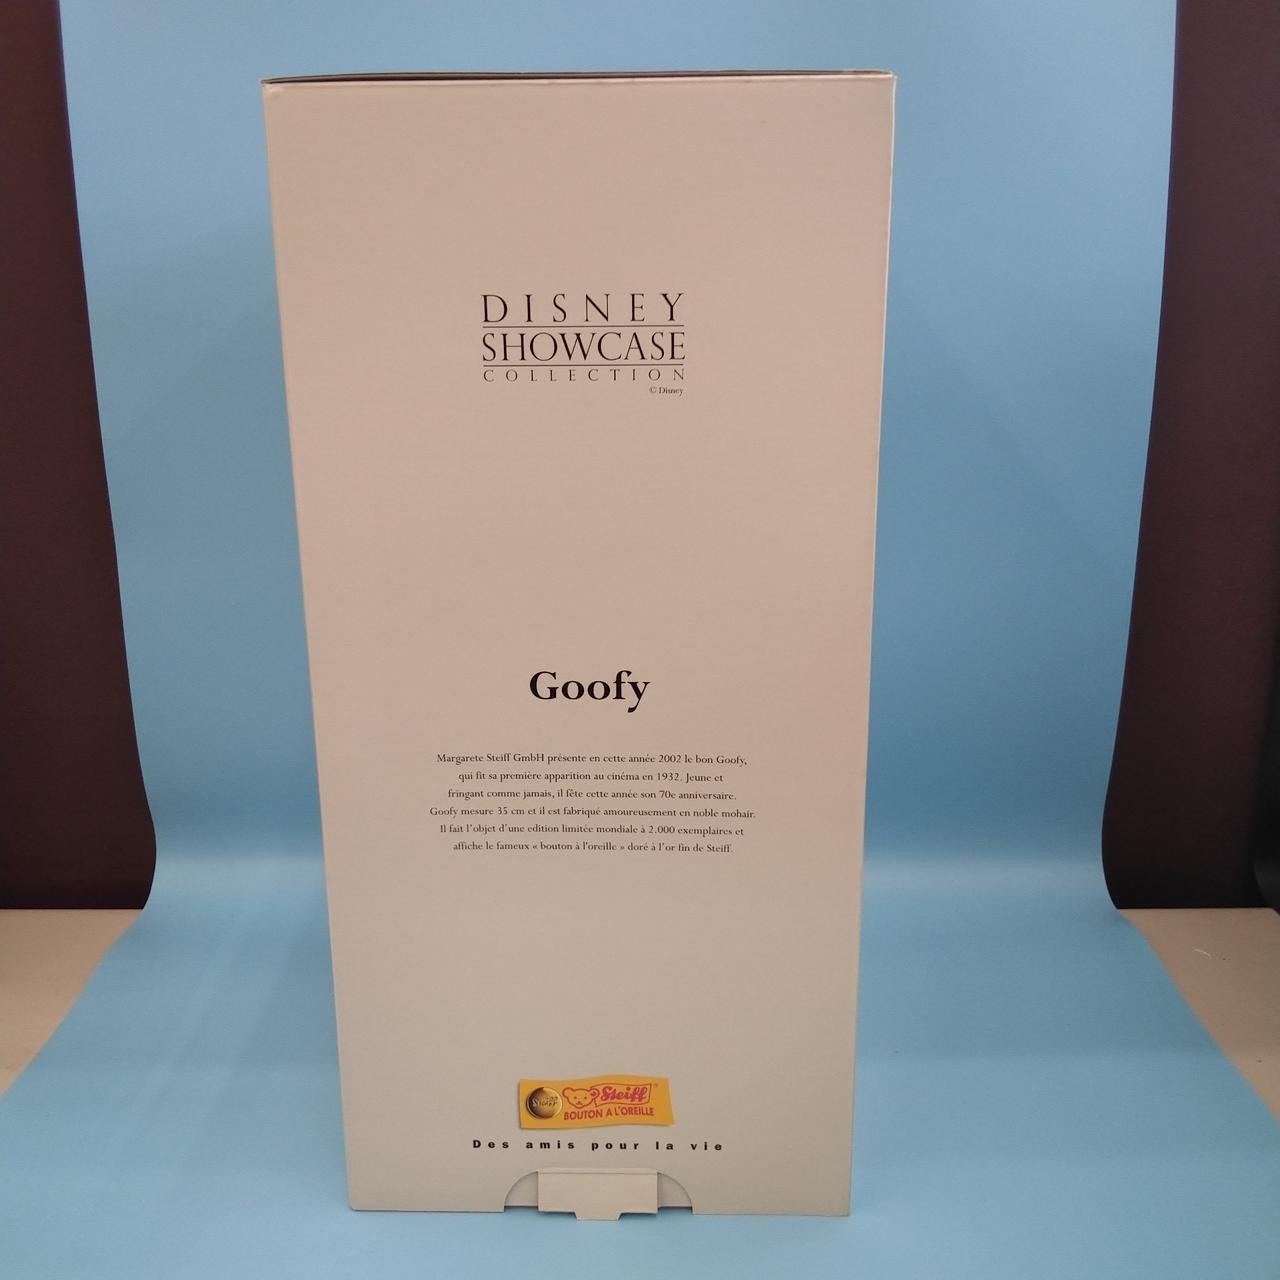 DISNEY
SHOWCASE
COLLECTION
© Disney
Goofy
Margarete Steiff GmbH présente en cette année 2002 le bon Goofy,
qui fit sa première apparition au cinéma en 1932. Jeune et
fringant comme jamais, il fête cette année son 70e anniversaire.
Goofy mesure 35 cm et il est fabriqué amoureusement en noble mohair.
Il fait l'objet d'une edition limitée mondiale à 2.000 exemplaires et
affiche le fameux « bouton à l'oreille » doré à l'or fin de Steiff.
Steiff Steiff®
BOUTON A L'OREILLE
Des amis pour la vie